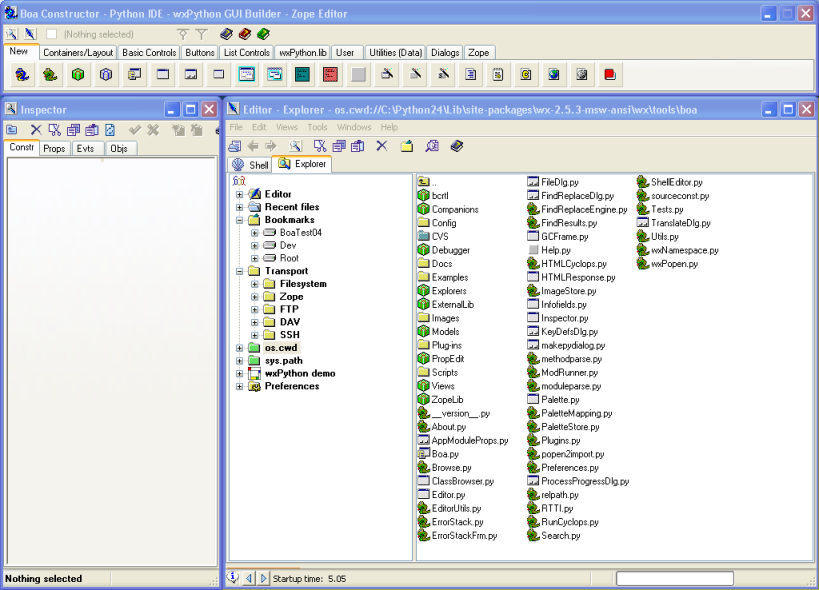 Boa Constructor - Python IDE - wxPython GUI Builder - Zope Editor
(Nothing selected)
New Containers/Layout Basic Controls Buttons List Controls wxPython.lib User Utilities (Data) Dialogs Zope
Inspector
Constr Props Evts Objs
Nothing selected
Editor - Explorer - os.cwd://C:\Python24\Lib\site-packages\wx-2.5.3-msw-ansi\wx\tools\boa
File Edit Views Tools Windows Help
Shell Explorer
Editor
Recent files
Bookmarks
BoaTest04
Dev
Root
Transport
Filesystem
Zope
FTP
DAV
SSH
os.cwd
sys.path
wxPython demo
Preferences
..
bcrtl
Companions
Config
CVS
Debugger
Docs
Examples
Explorers
ExternalLib
Images
Models
Plug-ins
PropEdit
Scripts
Views
ZopeLib
__version__.py
About.py
AppModuleProps.py
Boa.py
Browse.py
ClassBrowser.py
Editor.py
EditorUtils.py
ErrorStack.py
ErrorStackFrm.py
FileDlg.py
FindReplaceDlg.py
FindReplaceEngine.py
FindResults.py
GCFrame.py
Help.py
HTMLCyclops.py
HTMLResponse.py
ImageStore.py
Infofields.py
Inspector.py
KeyDefsDlg.py
makepydialog.py
methodparse.py
ModRunner.py
moduleparse.py
Palette.py
PaletteMapping.py
PaletteStore.py
Plugins.py
popen2import.py
Preferences.py
ProcessProgressDlg.py
relpath.py
RTTI.py
RunCyclops.py
Search.py
ShellEditor.py
sourceconst.py
Tests.py
TranslateDlg.py
Utils.py
wxNamespace.py
wxPopen.py
Startup time: 5.05